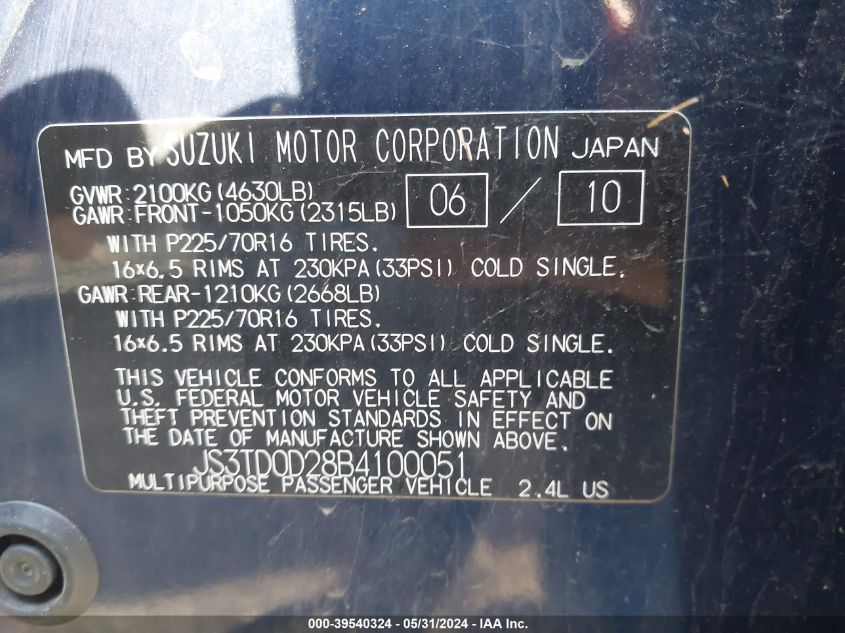 MFD BY SUZUKI MOTOR CORPORATION JAPAN
GVWR:2100KG(4630LB) 06 / 10
GAWR:FRONT-1050KG(2315LB)
WITH P225/70R16 TIRES.
16×6.5 RIMS AT 230KPA(33PSI) COLD SINGLE.
GAWR:REAR-1210KG(2668LB)
WITH P225/70R16 TIRES.
16×6.5 RIMS AT 230KPA(33PSI) COLD SINGLE.
THIS VEHICLE CONFORMS TO ALL APPLICABLE
U.S. FEDERAL MOTOR VEHICLE SAFETY AND
THEFT PREVENTION STANDARDS IN EFFECT ON
THE DATE OF MANUFACTURE SHOWN ABOVE.
JS3TD0D28B4100051
MULTIPURPOSE PASSENGER VEHICLE 2.4L US
000-39540324 - 05/31/2024 - IAA Inc.